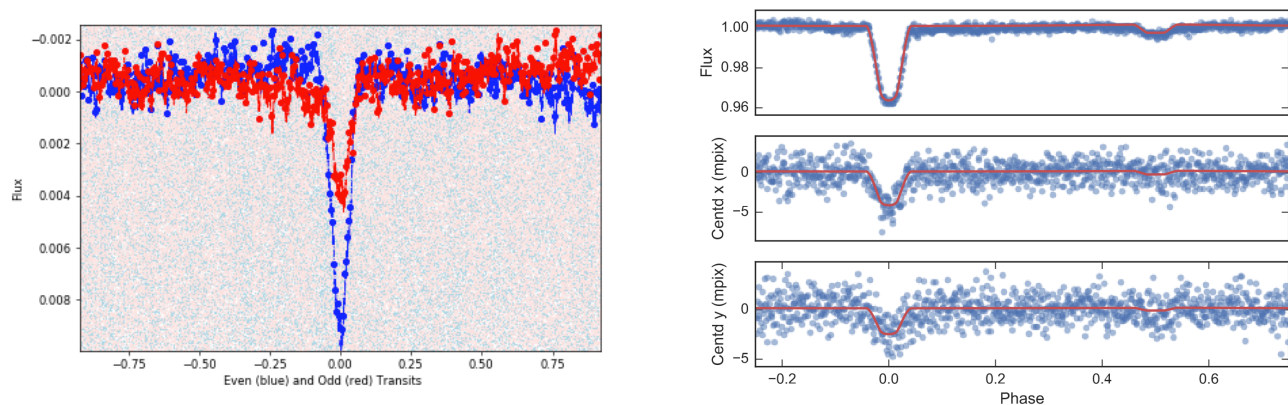 −0.002
0.000
0.002
0.004
0.006
0.008
Flux
−0.75 −0.50 −0.25 0.00 0.25 0.50 0.75
Even (blue) and Odd (red) Transits
1.00
0.98
0.96
Flux
0
−5
Centd x (mpix)
0
−5
Centd y (mpix)
−0.2 0.0 0.2 0.4 0.6
Phase